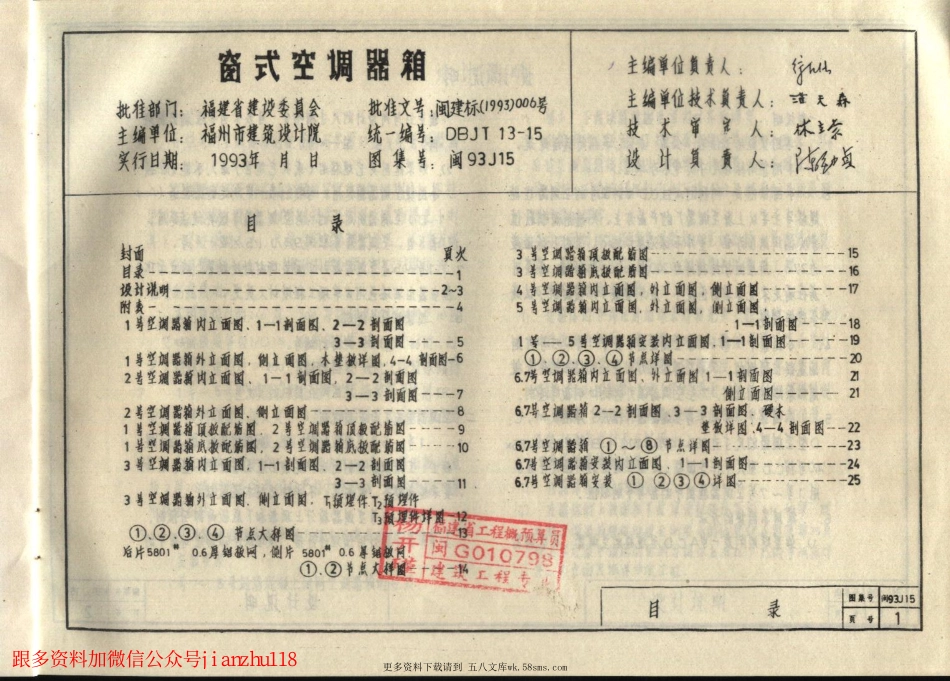 窗式空调器箱
批准部门: 福建省建设委员会
主编单位: 福州市建筑设计院
实行日期: 1993年 月 日
批准文号: 闽建标(1993)006号
统一编号: DBJT 13-15
图集号: 闽93J15
主编单位负责人:
主编单位技术负责人:
技术审定人:
设计负责人:
目 录
封面 页次
目录 1
设计说明 2~3
附表 4
1号空调器箱内立面图、1—1剖面图、2—2剖面图
3—3剖面图 5
1号空调器箱外立面图、侧立面图、木垫板详图、4-4剖面图 6
2号空调器箱内立面图、1-1剖面图、2—2剖面图
3—3剖面图 7
2号空调器箱外立面图、侧立面图 8
1号空调器箱顶板配筋图、2号空调器箱顶板配筋图 9
1号空调器箱底板配筋图、2号空调器箱底板配筋图 10
3号空调器箱内立面图、1—1剖面图、2—2剖面图
3—3剖面图 11
3号空调器箱外立面图、侧立面图、T1预埋件 T2预埋件
T3预埋件详图 12
①、②、③、④ 节点大样图 13
后片5801# 0.6厚铝板网,侧片5801# 0.6厚铝板网
①、②节点大样图 14
3号空调器箱顶板配筋图 15
3号空调器箱底板配筋图 16
4号空调器箱内立面图、外立面图、侧立面图 17
5号空调器箱内立面图、外立面图、侧立面图
1—1剖面图 18
1号——5号空调器箱安装内立面图、1—1剖面图 19
①、②、③、④节点详图 20
6.7号空调器箱内立面图、外立面图1—1剖面图 21
侧立面图 21
6.7号空调器箱2—2剖面图、3—3剖面图、硬木
垫板详图、4—4剖面图 22
6.7号空调器箱①~⑧节点详图 23
6.7号空调器箱安装内立面图、1—1剖面图 24
6.7号空调器箱安装 ①②③④详图 25
福建省工程概预算员
闽G010798
建筑工程专业
目 录
图集号 闽93J15
页号 1
跟多资料加微信公众号jianzhu118
更多资料下载请到 五八文库wk.58sms.com